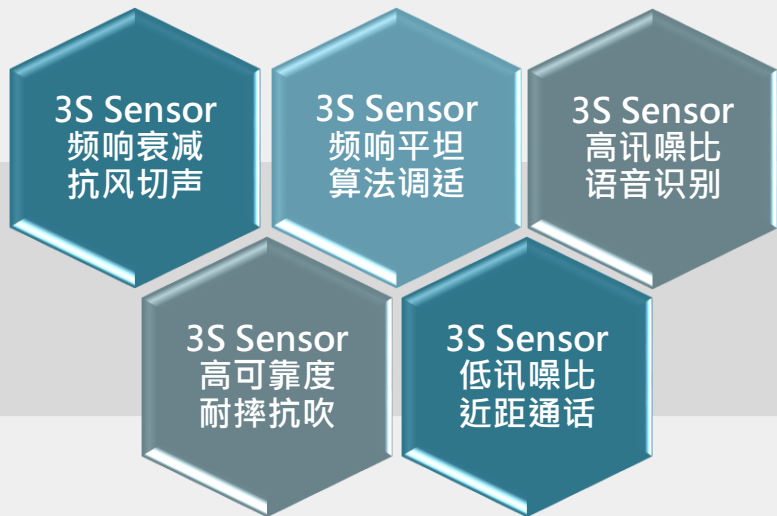 3S Sensor
频响衰减
抗风切声
3S Sensor
频响平坦
算法调适
3S Sensor
高讯噪比
语音识别
3S Sensor
高可靠度
耐摔抗吹
3S Sensor
低讯噪比
近距通话